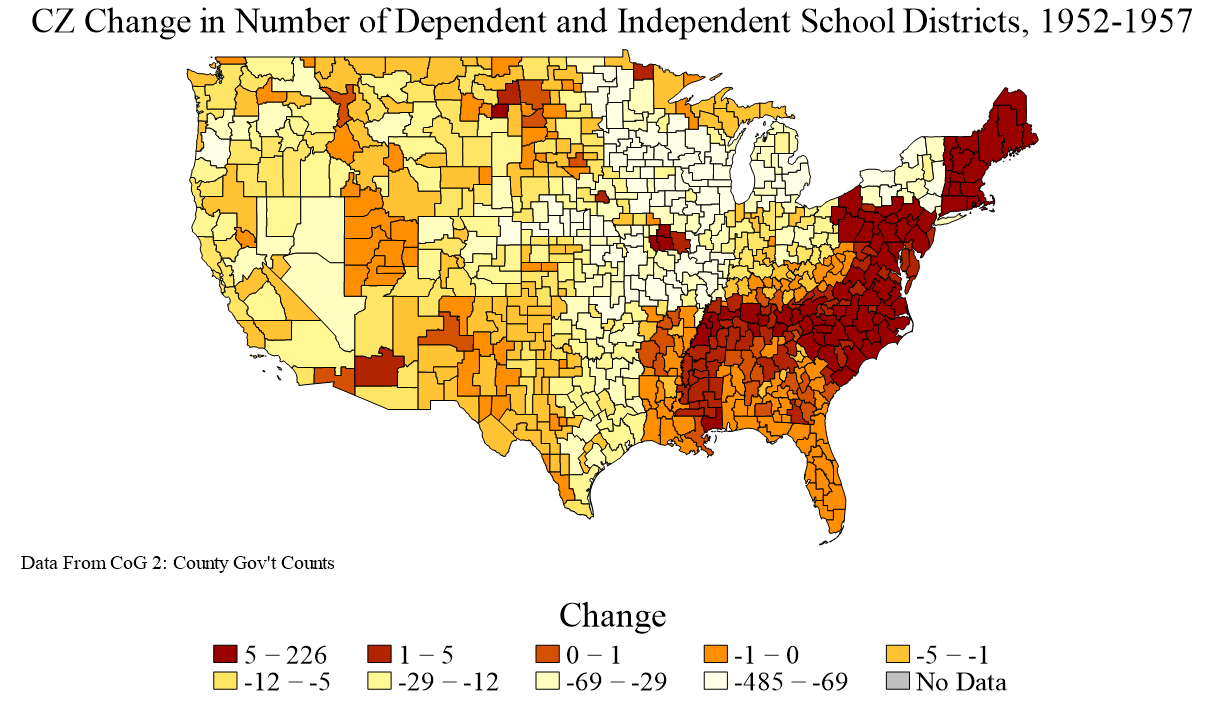 CZ Change in Number of Dependent and Independent School Districts, 1952-1957
Data From CoG 2: County Gov't Counts
Change
5 – 226
1 – 5
0 – 1
-1 – 0
-5 – -1
-12 – -5
-29 – -12
-69 – -29
-485 – -69
No Data